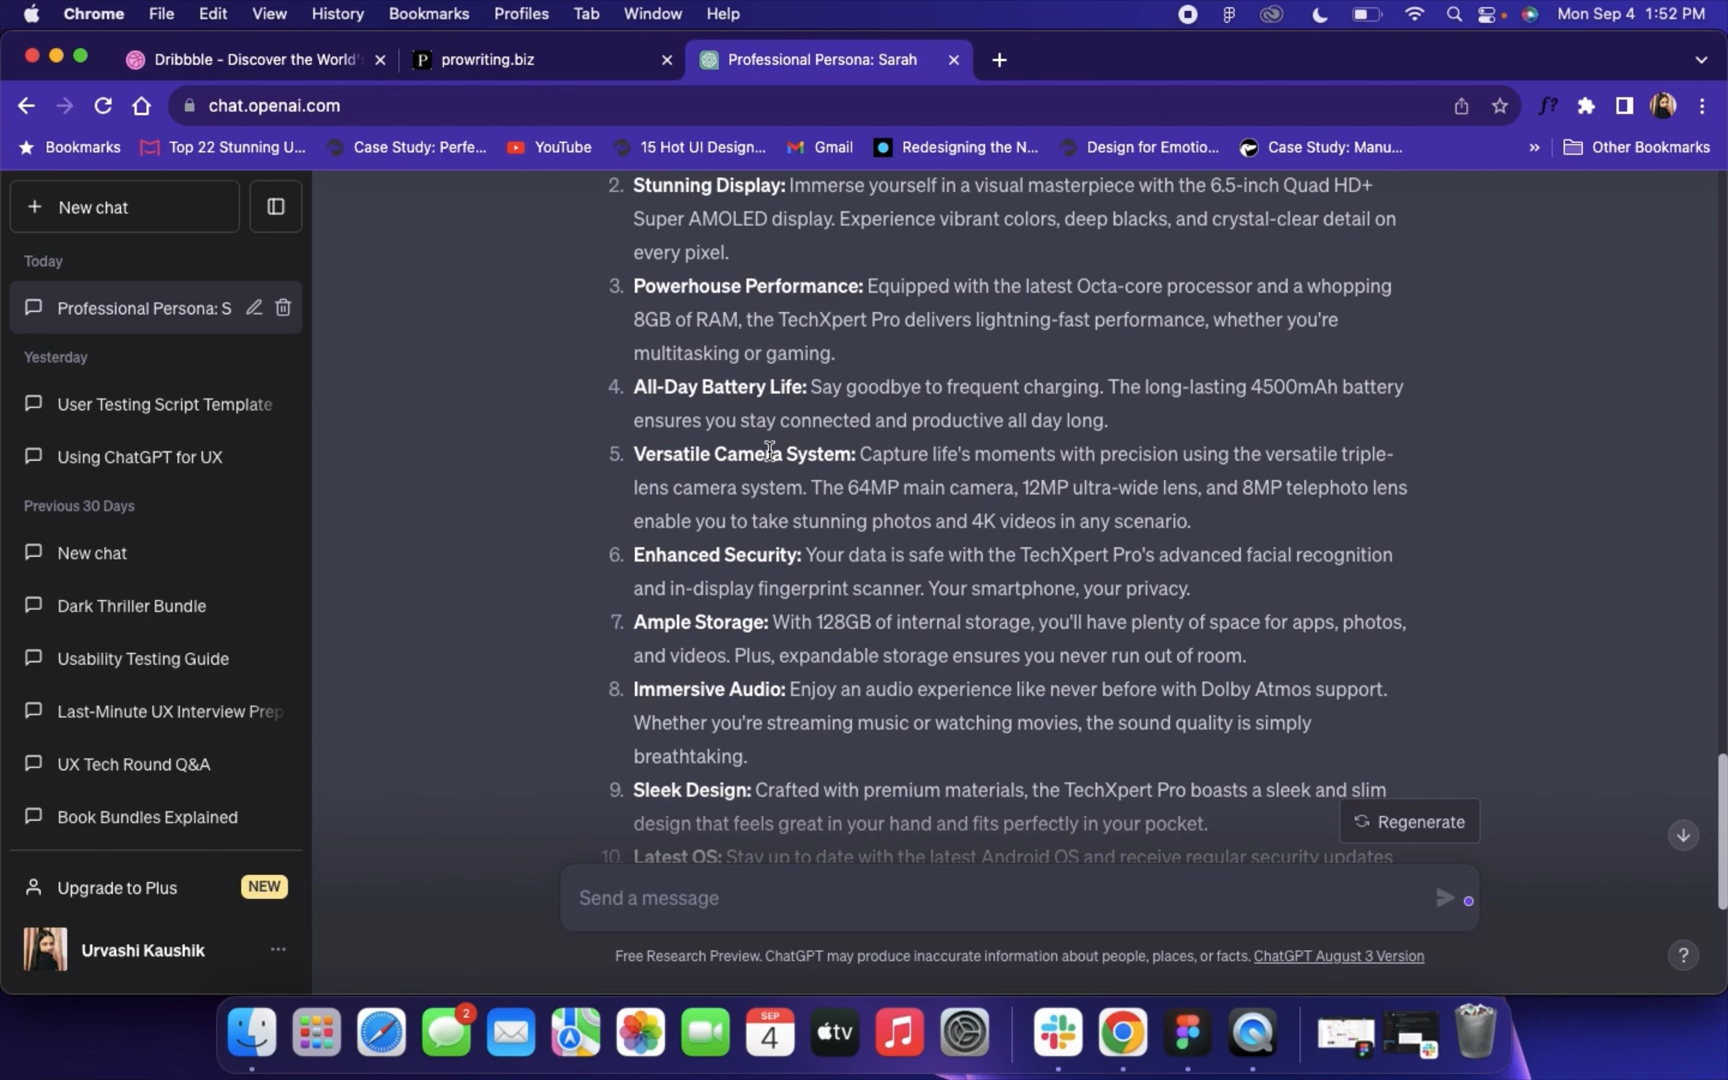 Chrome File Edit View History Bookmarks Profiles Tab Window Help Mon Sep 4 1:52 PM
Dribbble - Discover the World' prowriting.biz Professional Persona: Sarah
chat.openai.com
Bookmarks Top 22 Stunning U... Case Study: Perfe... YouTube 15 Hot UI Design... Gmail Redesigning the N... Design for Emotio... Case Study: Manu... » Other Bookmarks
New chat
Today
Professional Persona: S
Yesterday
User Testing Script Template
Using ChatGPT for UX
Previous 30 Days
New chat
Dark Thriller Bundle
Usability Testing Guide
Last-Minute UX Interview Prep
UX Tech Round Q&A
Book Bundles Explained
Upgrade to Plus NEW
Urvashi Kaushik
2. Stunning Display: Immerse yourself in a visual masterpiece with the 6.5-inch Quad HD+
Super AMOLED display. Experience vibrant colors, deep blacks, and crystal-clear detail on
every pixel.
3. Powerhouse Performance: Equipped with the latest Octa-core processor and a whopping
8GB of RAM, the TechXpert Pro delivers lightning-fast performance, whether you're
multitasking or gaming.
4. All-Day Battery Life: Say goodbye to frequent charging. The long-lasting 4500mAh battery
ensures you stay connected and productive all day long.
5. Versatile Camera System: Capture life's moments with precision using the versatile triple-
lens camera system. The 64MP main camera, 12MP ultra-wide lens, and 8MP telephoto lens
enable you to take stunning photos and 4K videos in any scenario.
6. Enhanced Security: Your data is safe with the TechXpert Pro's advanced facial recognition
and in-display fingerprint scanner. Your smartphone, your privacy.
7. Ample Storage: With 128GB of internal storage, you'll have plenty of space for apps, photos,
and videos. Plus, expandable storage ensures you never run out of room.
8. Immersive Audio: Enjoy an audio experience like never before with Dolby Atmos support.
Whether you're streaming music or watching movies, the sound quality is simply
breathtaking.
9. Sleek Design: Crafted with premium materials, the TechXpert Pro boasts a sleek and slim
design that feels great in your hand and fits perfectly in your pocket.
10. Latest OS: Stay up to date with the latest Android OS and receive regular security updates
Regenerate
Send a message
Free Research Preview. ChatGPT may produce inaccurate information about people, places, or facts. ChatGPT August 3 Version
?
2
SEP
4
tv